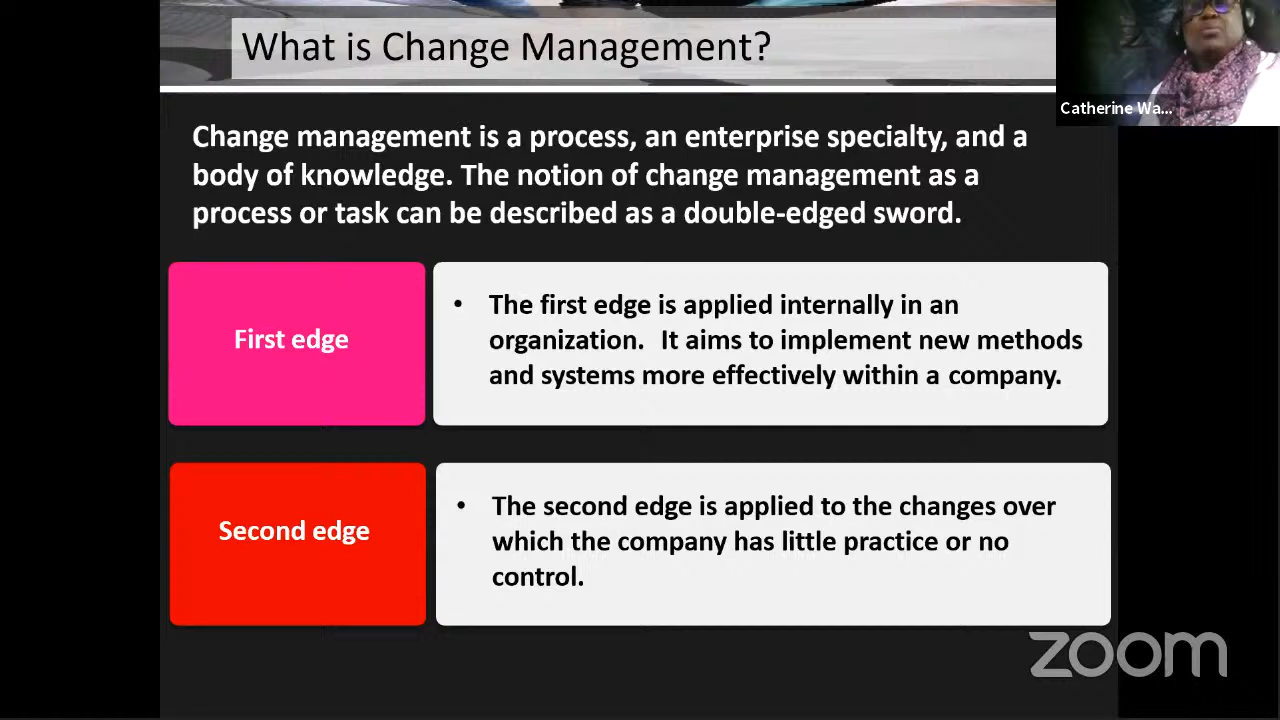 What is Change Management?
Catherine Wa...
Change management is a process, an enterprise specialty, and a
body of knowledge. The notion of change management as a
process or task can be described as a double-edged sword.
First edge
• The first edge is applied internally in an
organization. It aims to implement new methods
and systems more effectively within a company.
Second edge
• The second edge is applied to the changes over
which the company has little practice or no
control.
zoom